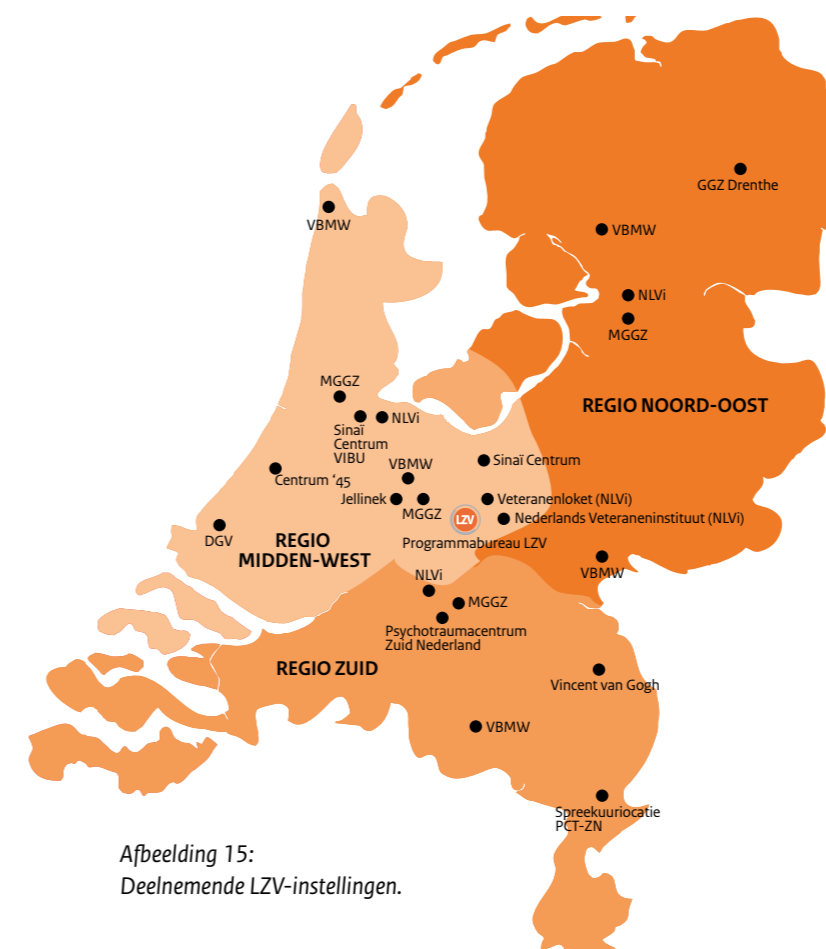 GGZ Drenthe
VBMW
VBMW
NLVi
MGGZ
MGGZ
REGIO NOORD-OOST
NLVi
Sinaï
Centrum
VIBU
VBMW
Sinaï Centrum
Centrum ‘45
Jellinek
MGGZ
Veteranenloket (NLVi)
LZV
Nederlands Veteraneninstituut (NLVi)
DGV
REGIO
MIDDEN-WEST
Programmabureau LZV
VBMW
NLVi
MGGZ
Psychotraumacentrum
Zuid Nederland
REGIO ZUID
Vincent van Gogh
VBMW
Spreekuuriocatie
PCT-ZN
Afbeelding 15:
Deelnemende LZV-instellingen.